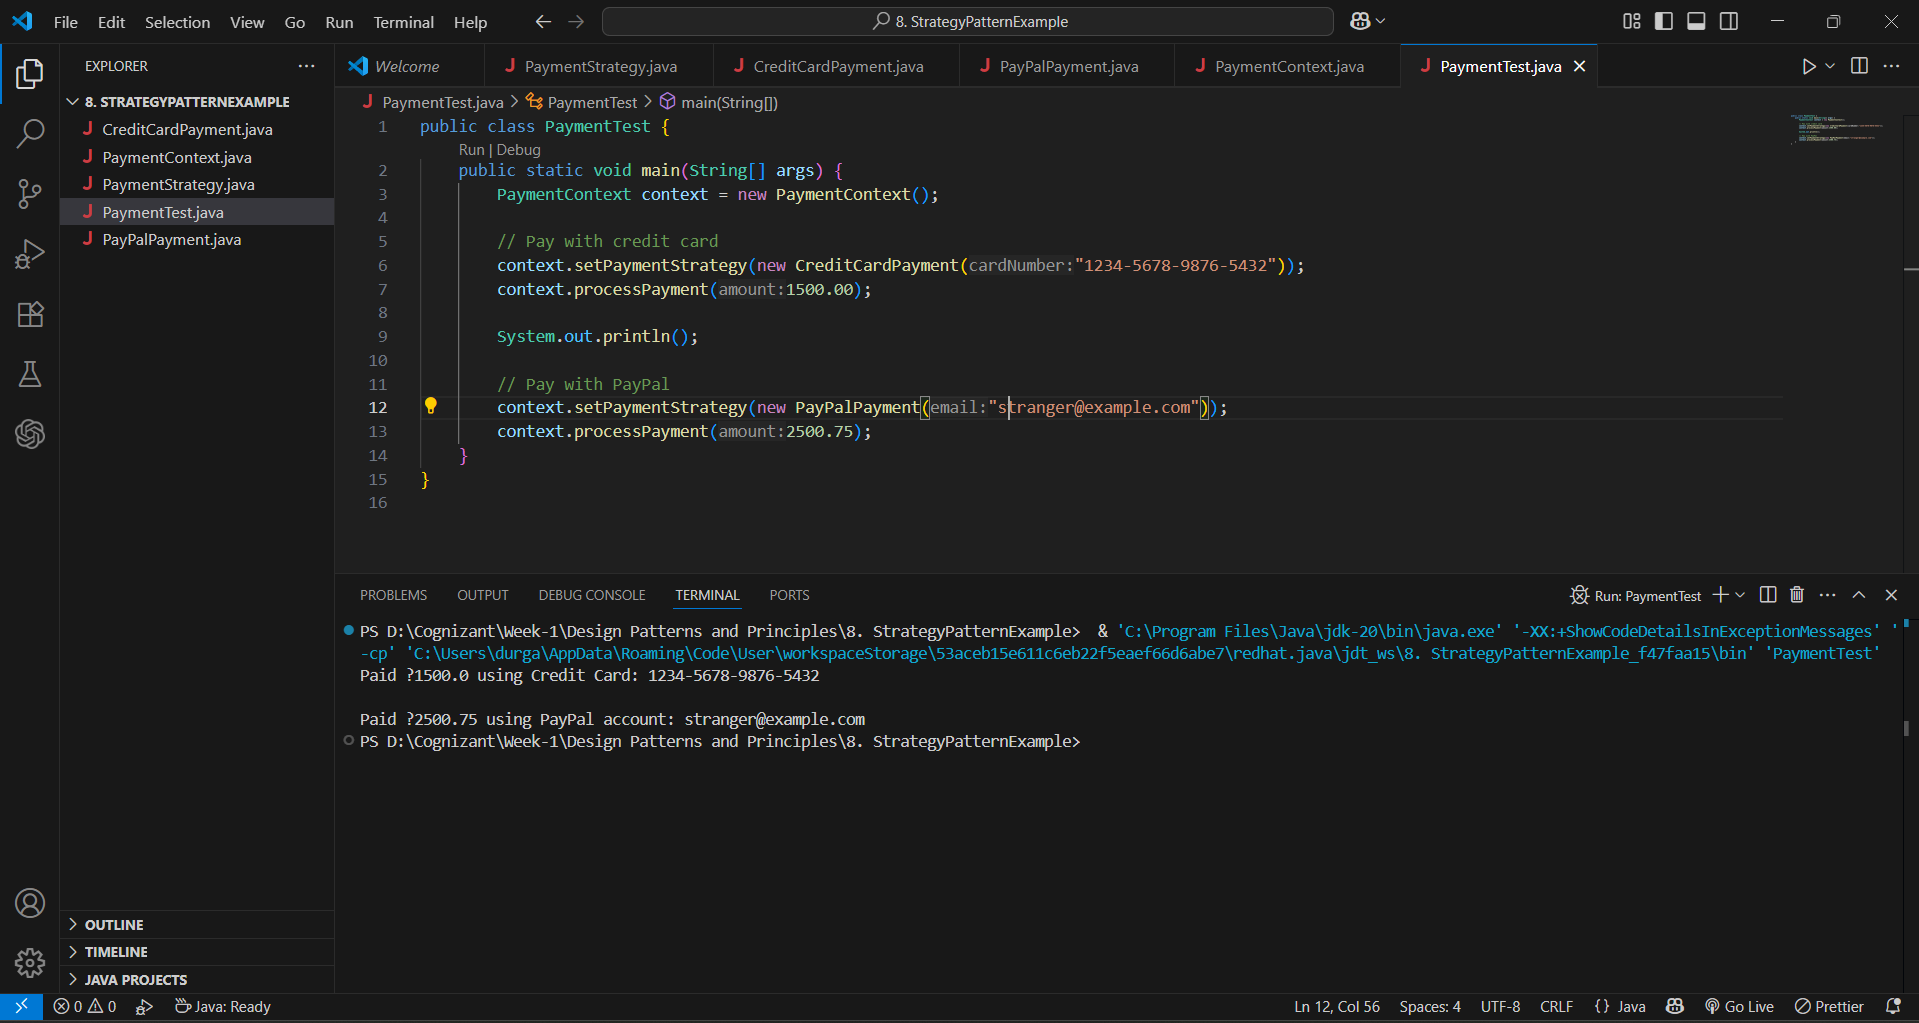 File Edit Selection View Go Run Terminal Help
8. StrategyPatternExample
EXPLORER
8. STRATEGYPATTERNEXAMPLE
CreditCardPayment.java
PaymentContext.java
PaymentStrategy.java
PaymentTest.java
PayPalPayment.java
OUTLINE
TIMELINE
JAVA PROJECTS
Welcome PaymentStrategy.java CreditCardPayment.java PayPalPayment.java PaymentContext.java PaymentTest.java
PaymentTest.java > PaymentTest > main(String[])
1 public class PaymentTest {
Run | Debug
2 public static void main(String[] args) {
3 PaymentContext context = new PaymentContext();
4
5 // Pay with credit card
6 context.setPaymentStrategy(new CreditCardPayment(cardNumber:"1234-5678-9876-5432"));
7 context.processPayment(amount:1500.00);
8
9 System.out.println();
10
11 // Pay with PayPal
12 context.setPaymentStrategy(new PayPalPayment(email:"stranger@example.com"));
13 context.processPayment(amount:2500.75);
14 }
15 }
16
PROBLEMS OUTPUT DEBUG CONSOLE TERMINAL PORTS
Run: PaymentTest
PS D:\Cognizant\Week-1\Design Patterns and Principles\8. StrategyPatternExample> & 'C:\Program Files\Java\jdk-20\bin\java.exe' '-XX:+ShowCodeDetailsInExceptionMessages' '
-cp' 'C:\Users\durga\AppData\Roaming\Code\User\workspaceStorage\53aceb15e611c6eb22f5eaef66d6abe7\redhat.java\jdt_ws\8. StrategyPatternExample_f47faa15\bin' 'PaymentTest'
Paid ?1500.0 using Credit Card: 1234-5678-9876-5432
Paid ?2500.75 using PayPal account: stranger@example.com
PS D:\Cognizant\Week-1\Design Patterns and Principles\8. StrategyPatternExample>
0 0 Java: Ready
Ln 12, Col 56 Spaces: 4 UTF-8 CRLF {} Java Go Live Prettier